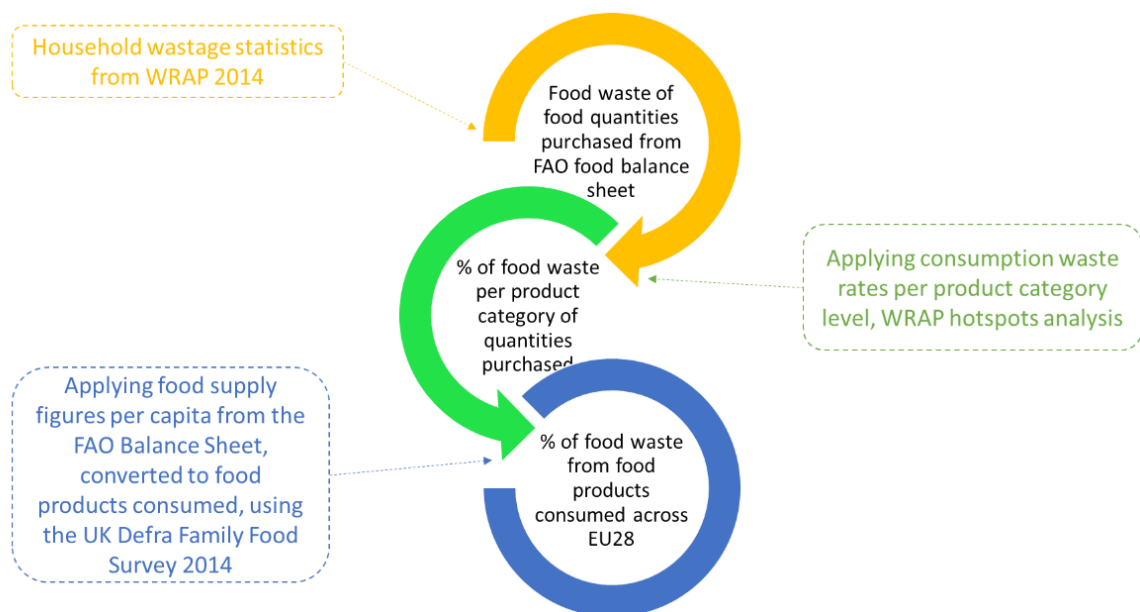 Household wastage statistics
from WRAP 2014
Food waste of
food quantities
purchased from
FAO food balance
sheet
% of food waste
per product
category of
quantities
purchased
Applying consumption waste
rates per product category
level, WRAP hotspots analysis
Applying food supply
figures per capita from the
FAO Balance Sheet,
converted to food
products consumed, using
the UK Defra Family Food
Survey 2014
% of food waste
from food
products
consumed across
EU28